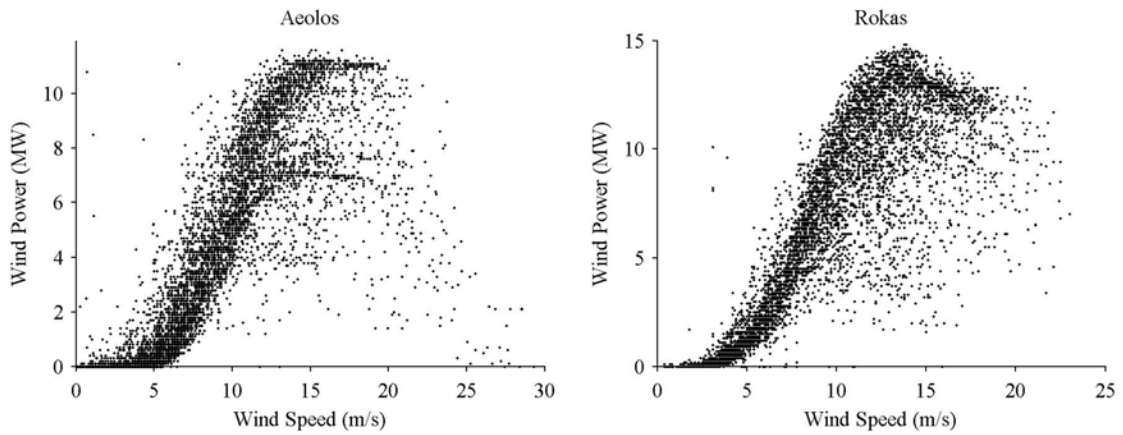 Aeolos
Wind Power (MW)
10
8
6
4
2
0
0 5 10 15 20 25 30
Wind Speed (m/s)
Rokas
Wind Power (MW)
15
10
5
0
0 5 10 15 20 25
Wind Speed (m/s)